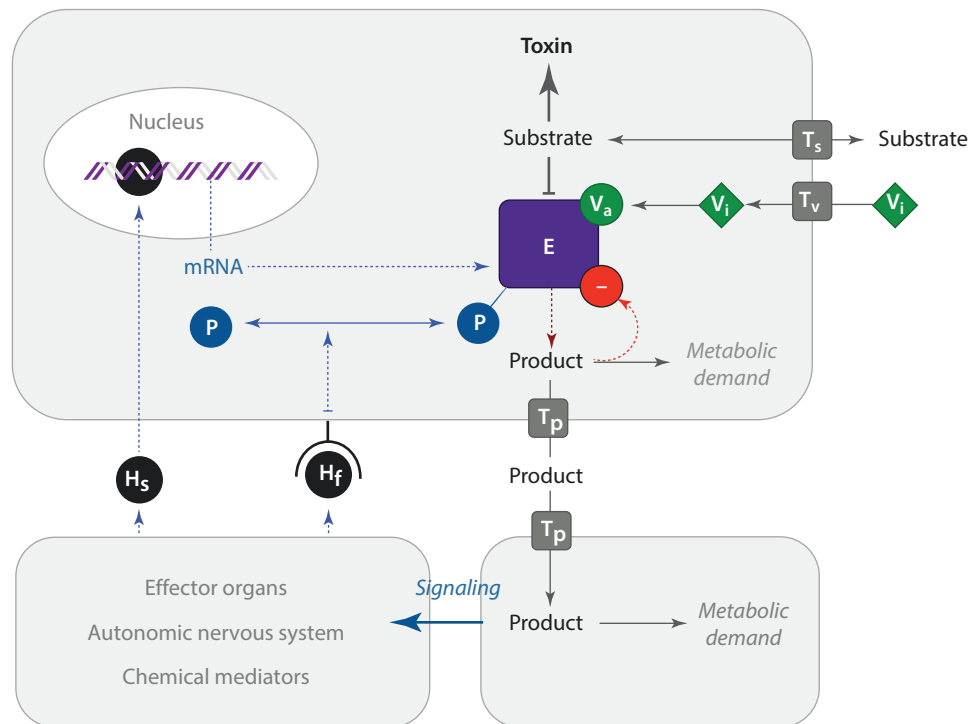 Toxin
Nucleus
Substrate
Ts
Substrate
Va
Vi
Tv
Vi
E
mRNA
–
P
P
Product
Metabolic
demand
Tp
Hs
Hf
Product
Tp
Effector organs
Signaling
Autonomic nervous system
Product
Metabolic
demand
Chemical mediators